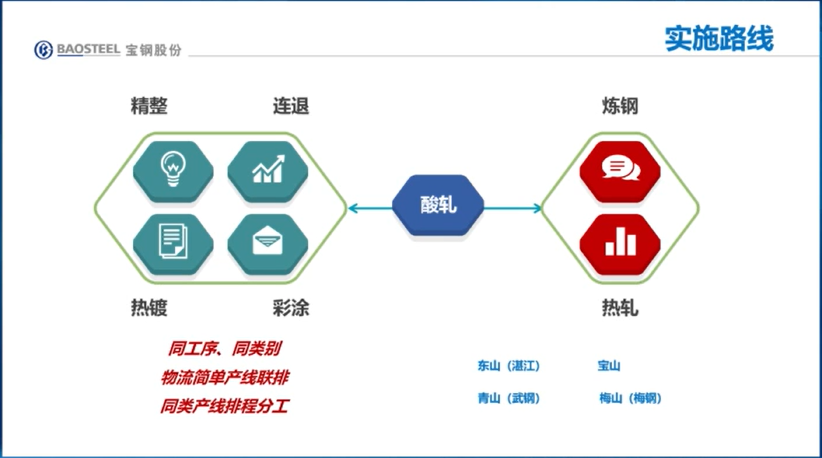 实施路线
BAOSTEEL 宝钢股份
精整 连退 炼钢
酸轧
热镀 彩涂 热轧
同工序、同类别
物流简单产线联排
同类产线排程分工
东山（湛江） 宝山
青山（武钢） 梅山（梅钢）